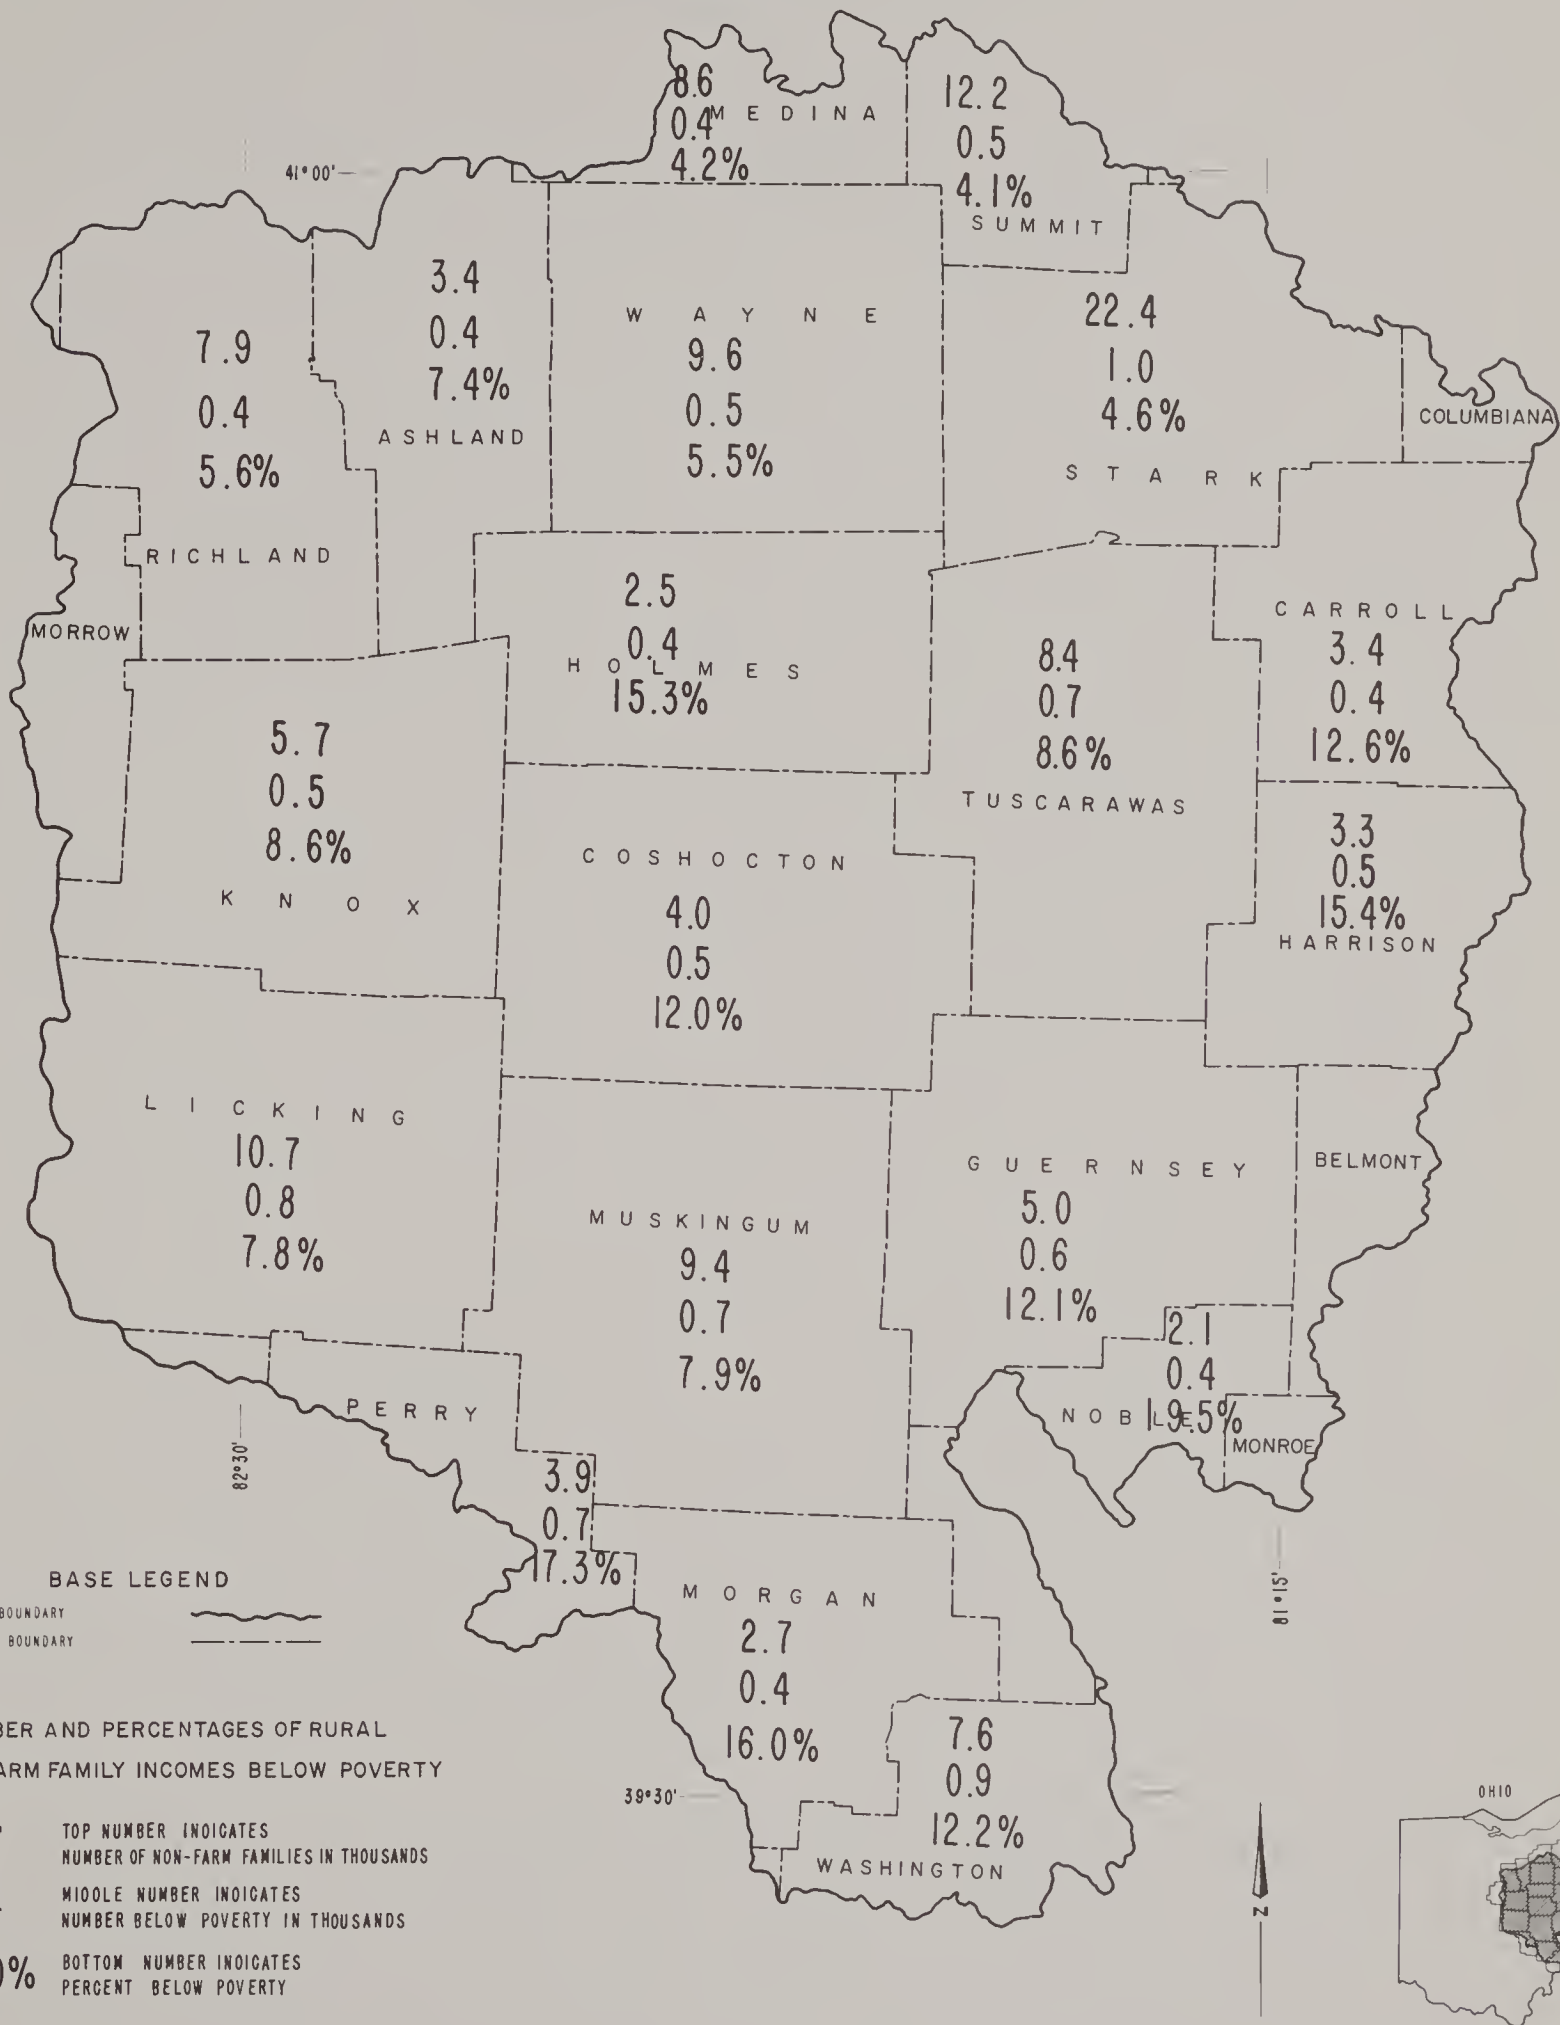 8.6
0.4
4.2%
MEDINA
12.2
0.5
4.1%
SUMMIT
41°00'
3.4
0.4
7.4%
ASHLAND
WAYNE
9.6
0.5
5.5%
22.4
1.0
4.6%
STARK
COLUMBIANA
7.9
0.4
5.6%
RICHLAND
MORROW
2.5
0.4
HOLMES
15.3%
8.4
0.7
8.6%
TUSCARAWAS
CARROLL
3.4
0.4
12.6%
5.7
0.5
8.6%
KNOX
COSHOCTON
4.0
0.5
12.0%
3.3
0.5
15.4%
HARRISON
LICKING
10.7
0.8
7.8%
MUSKINGUM
9.4
0.7
7.9%
GUERNSEY
5.0
0.6
12.1%
BELMONT
2.1
0.4
19.5%
NOBLE
MONROE
PERRY
3.9
0.7
17.3%
82°30'
81°15'
MORGAN
2.7
0.4
16.0%
7.6
0.9
12.2%
WASHINGTON
39°30'
BASE LEGEND
BOUNDARY
BOUNDARY
BER AND PERCENTAGES OF RURAL
ARM FAMILY INCOMES BELOW POVERTY
TOP NUMBER INDICATES
NUMBER OF NON-FARM FAMILIES IN THOUSANDS
MIDDLE NUMBER INDICATES
NUMBER BELOW POVERTY IN THOUSANDS
0% BOTTOM NUMBER INDICATES
PERCENT BELOW POVERTY
N
OHIO